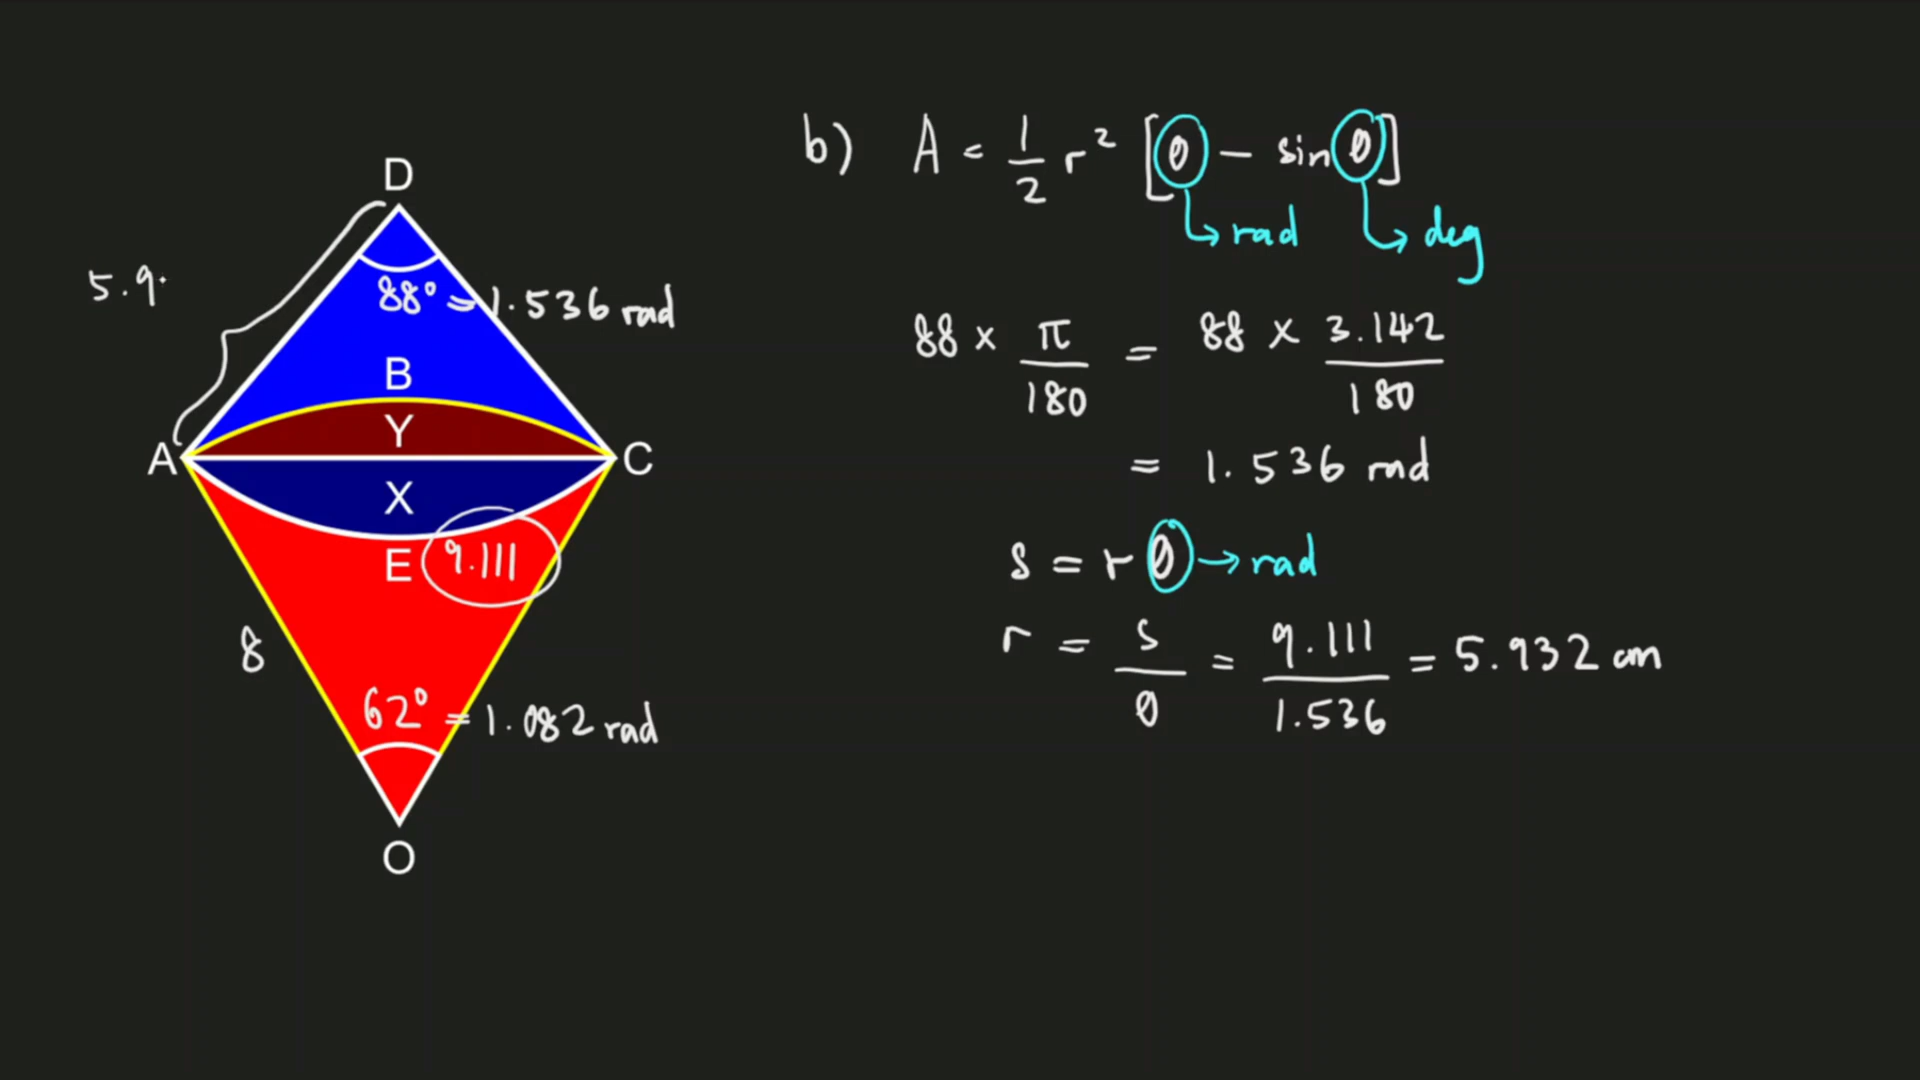 D
5.9.
88° = 1.536 rad
B
Y
A
C
X
E
9.111
8
62° = 1.082 rad
O
b) A = 1/2 r² [θ - sin θ]
→ rad → deg
88 × π/180 = 88 × 3.142/180
= 1.536 rad
s = r θ → rad
r = s/θ = 9.111/1.536 = 5.932 cm